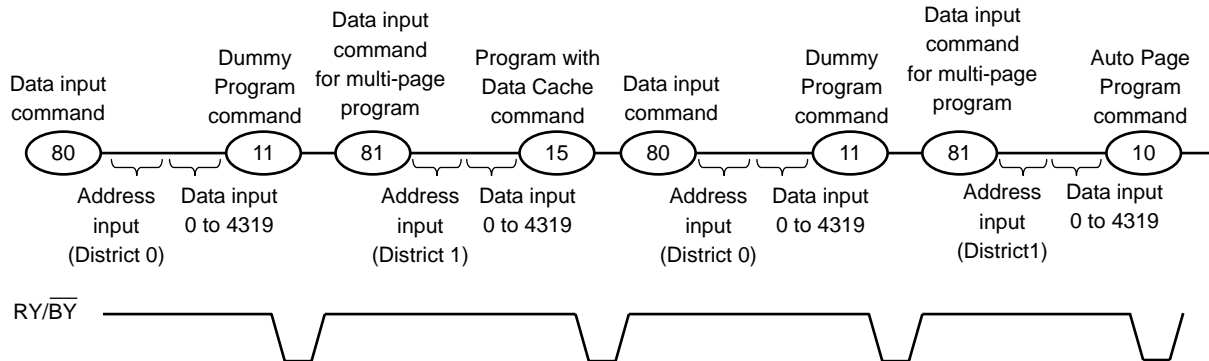 Data input
command
80
Address
input
(District 0)
Data input
0 to 4319
Dummy
Program
command
11
Data input
command
for multi-page
program
81
Address
input
(District 1)
Data input
0 to 4319
Program with
Data Cache
command
15
Data input
command
80
Address
input
(District 0)
Data input
0 to 4319
Dummy
Program
command
11
Data input
command
for multi-page
program
81
Address
input
(District1)
Data input
0 to 4319
Auto Page
Program
command
10
RY/BY